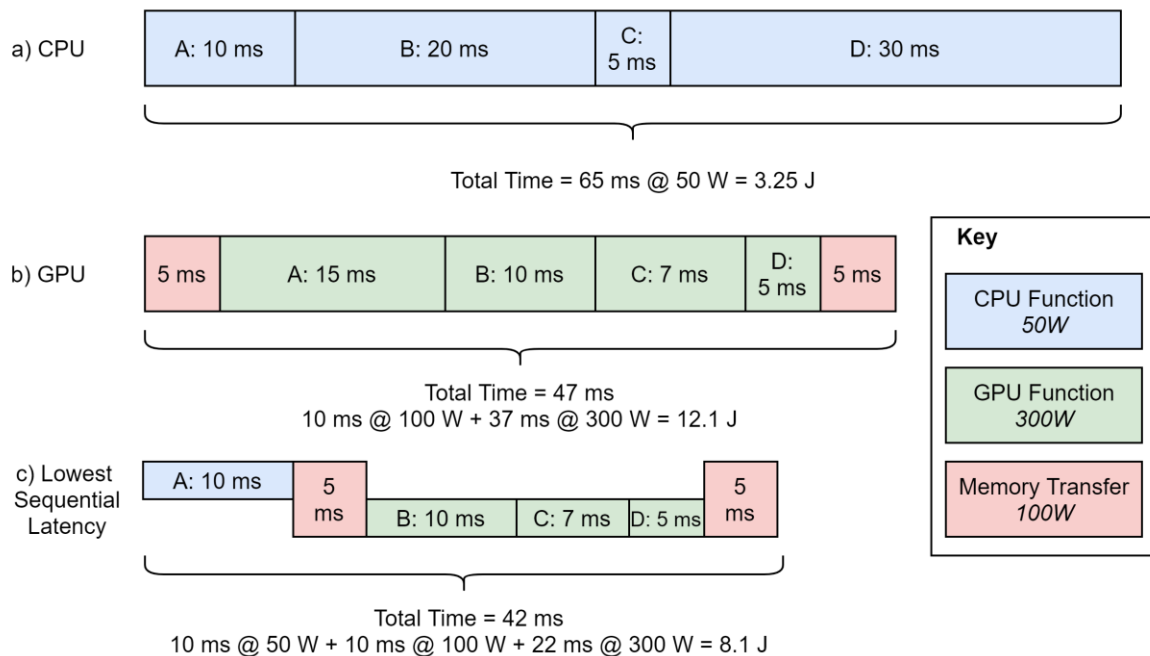 a) CPU
A: 10 ms
B: 20 ms
C:
5 ms
D: 30 ms
Total Time = 65 ms @ 50 W = 3.25 J
b) GPU
5 ms
A: 15 ms
B: 10 ms
C: 7 ms
D:
5 ms
5 ms
Total Time = 47 ms
10 ms @ 100 W + 37 ms @ 300 W = 12.1 J
c) Lowest
Sequential
Latency
A: 10 ms
5
ms
B: 10 ms
C: 7 ms
D: 5 ms
5
ms
Total Time = 42 ms
10 ms @ 50 W + 10 ms @ 100 W + 22 ms @ 300 W = 8.1 J
Key
CPU Function
50W
GPU Function
300W
Memory Transfer
100W